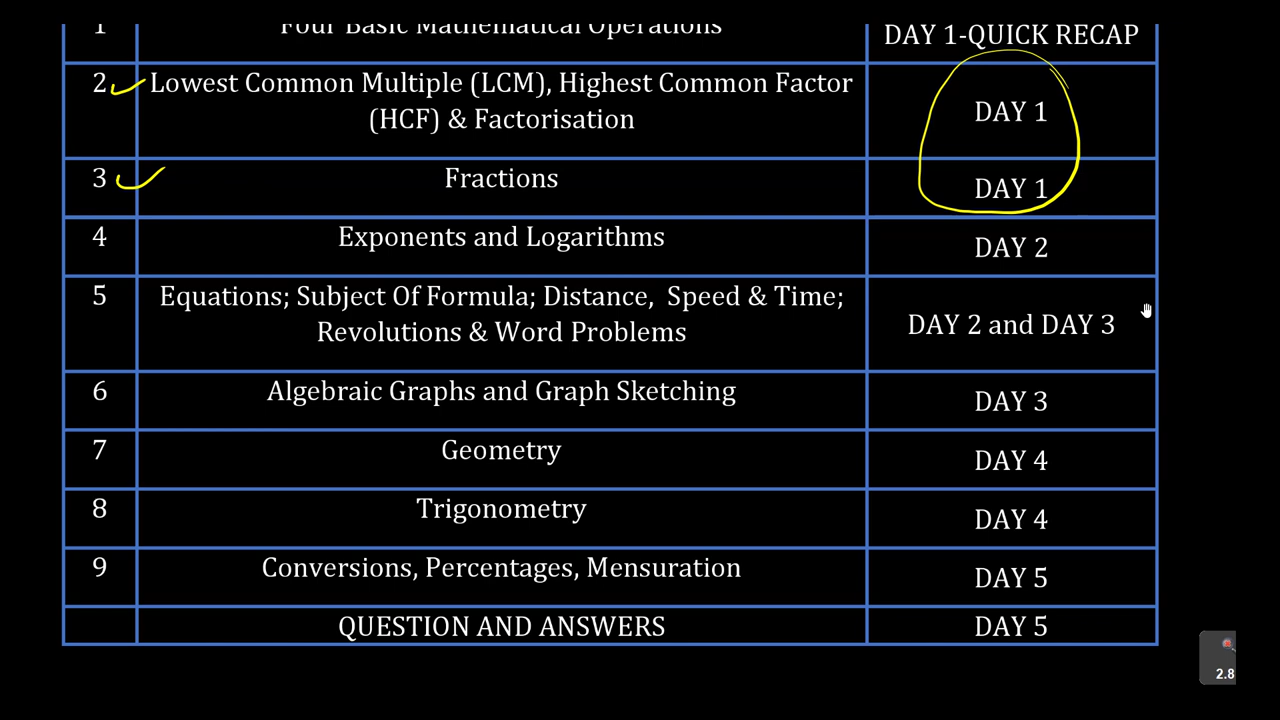 1 Four Basic Mathematical Operations DAY 1-QUICK RECAP
2 Lowest Common Multiple (LCM), Highest Common Factor
(HCF) & Factorisation DAY 1
3 Fractions DAY 1
4 Exponents and Logarithms DAY 2
5 Equations; Subject Of Formula; Distance, Speed & Time;
Revolutions & Word Problems DAY 2 and DAY 3
6 Algebraic Graphs and Graph Sketching DAY 3
7 Geometry DAY 4
8 Trigonometry DAY 4
9 Conversions, Percentages, Mensuration DAY 5
QUESTION AND ANSWERS DAY 5
2.8